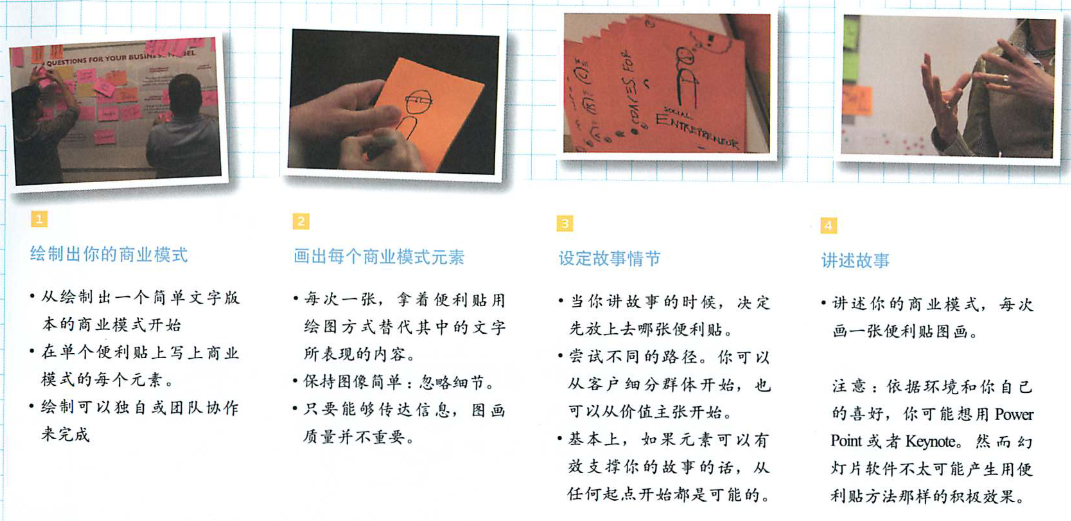 QUESTIONS FOR YOUR BUSINESS MODEL
SOCIAL
ENTREPRENEUR
1
绘制出你的商业模式
• 从绘制出一个简单文字版
本的商业模式开始
• 在单个便利贴上写上商业
模式的每个元素。
• 绘制可以独自或团队协作
来完成
2
画出每个商业模式元素
• 每次一张，拿着便利贴用
绘图方式替代其中的文字
所表现的内容。
• 保持图像简单：忽略细节。
• 只要能够传达信息，图画
质量并不重要。
3
设定故事情节
• 当你讲故事的时候，决定
先放上去哪张便利贴。
• 尝试不同的路径。你可以
从客户细分群体开始，也
可以从价值主张开始。
• 基本上，如果元素可以有
效支撑你的故事的话，从
任何起点开始都是可能的。
4
讲述故事
• 讲述你的商业模式，每次
画一张便利贴图画。
注意：依据环境和你自己
的喜好，你可能想用 Power
Point 或者 Keynote。然而幻
灯片软件不太可能产生用便
利贴方法那样的积极效果。